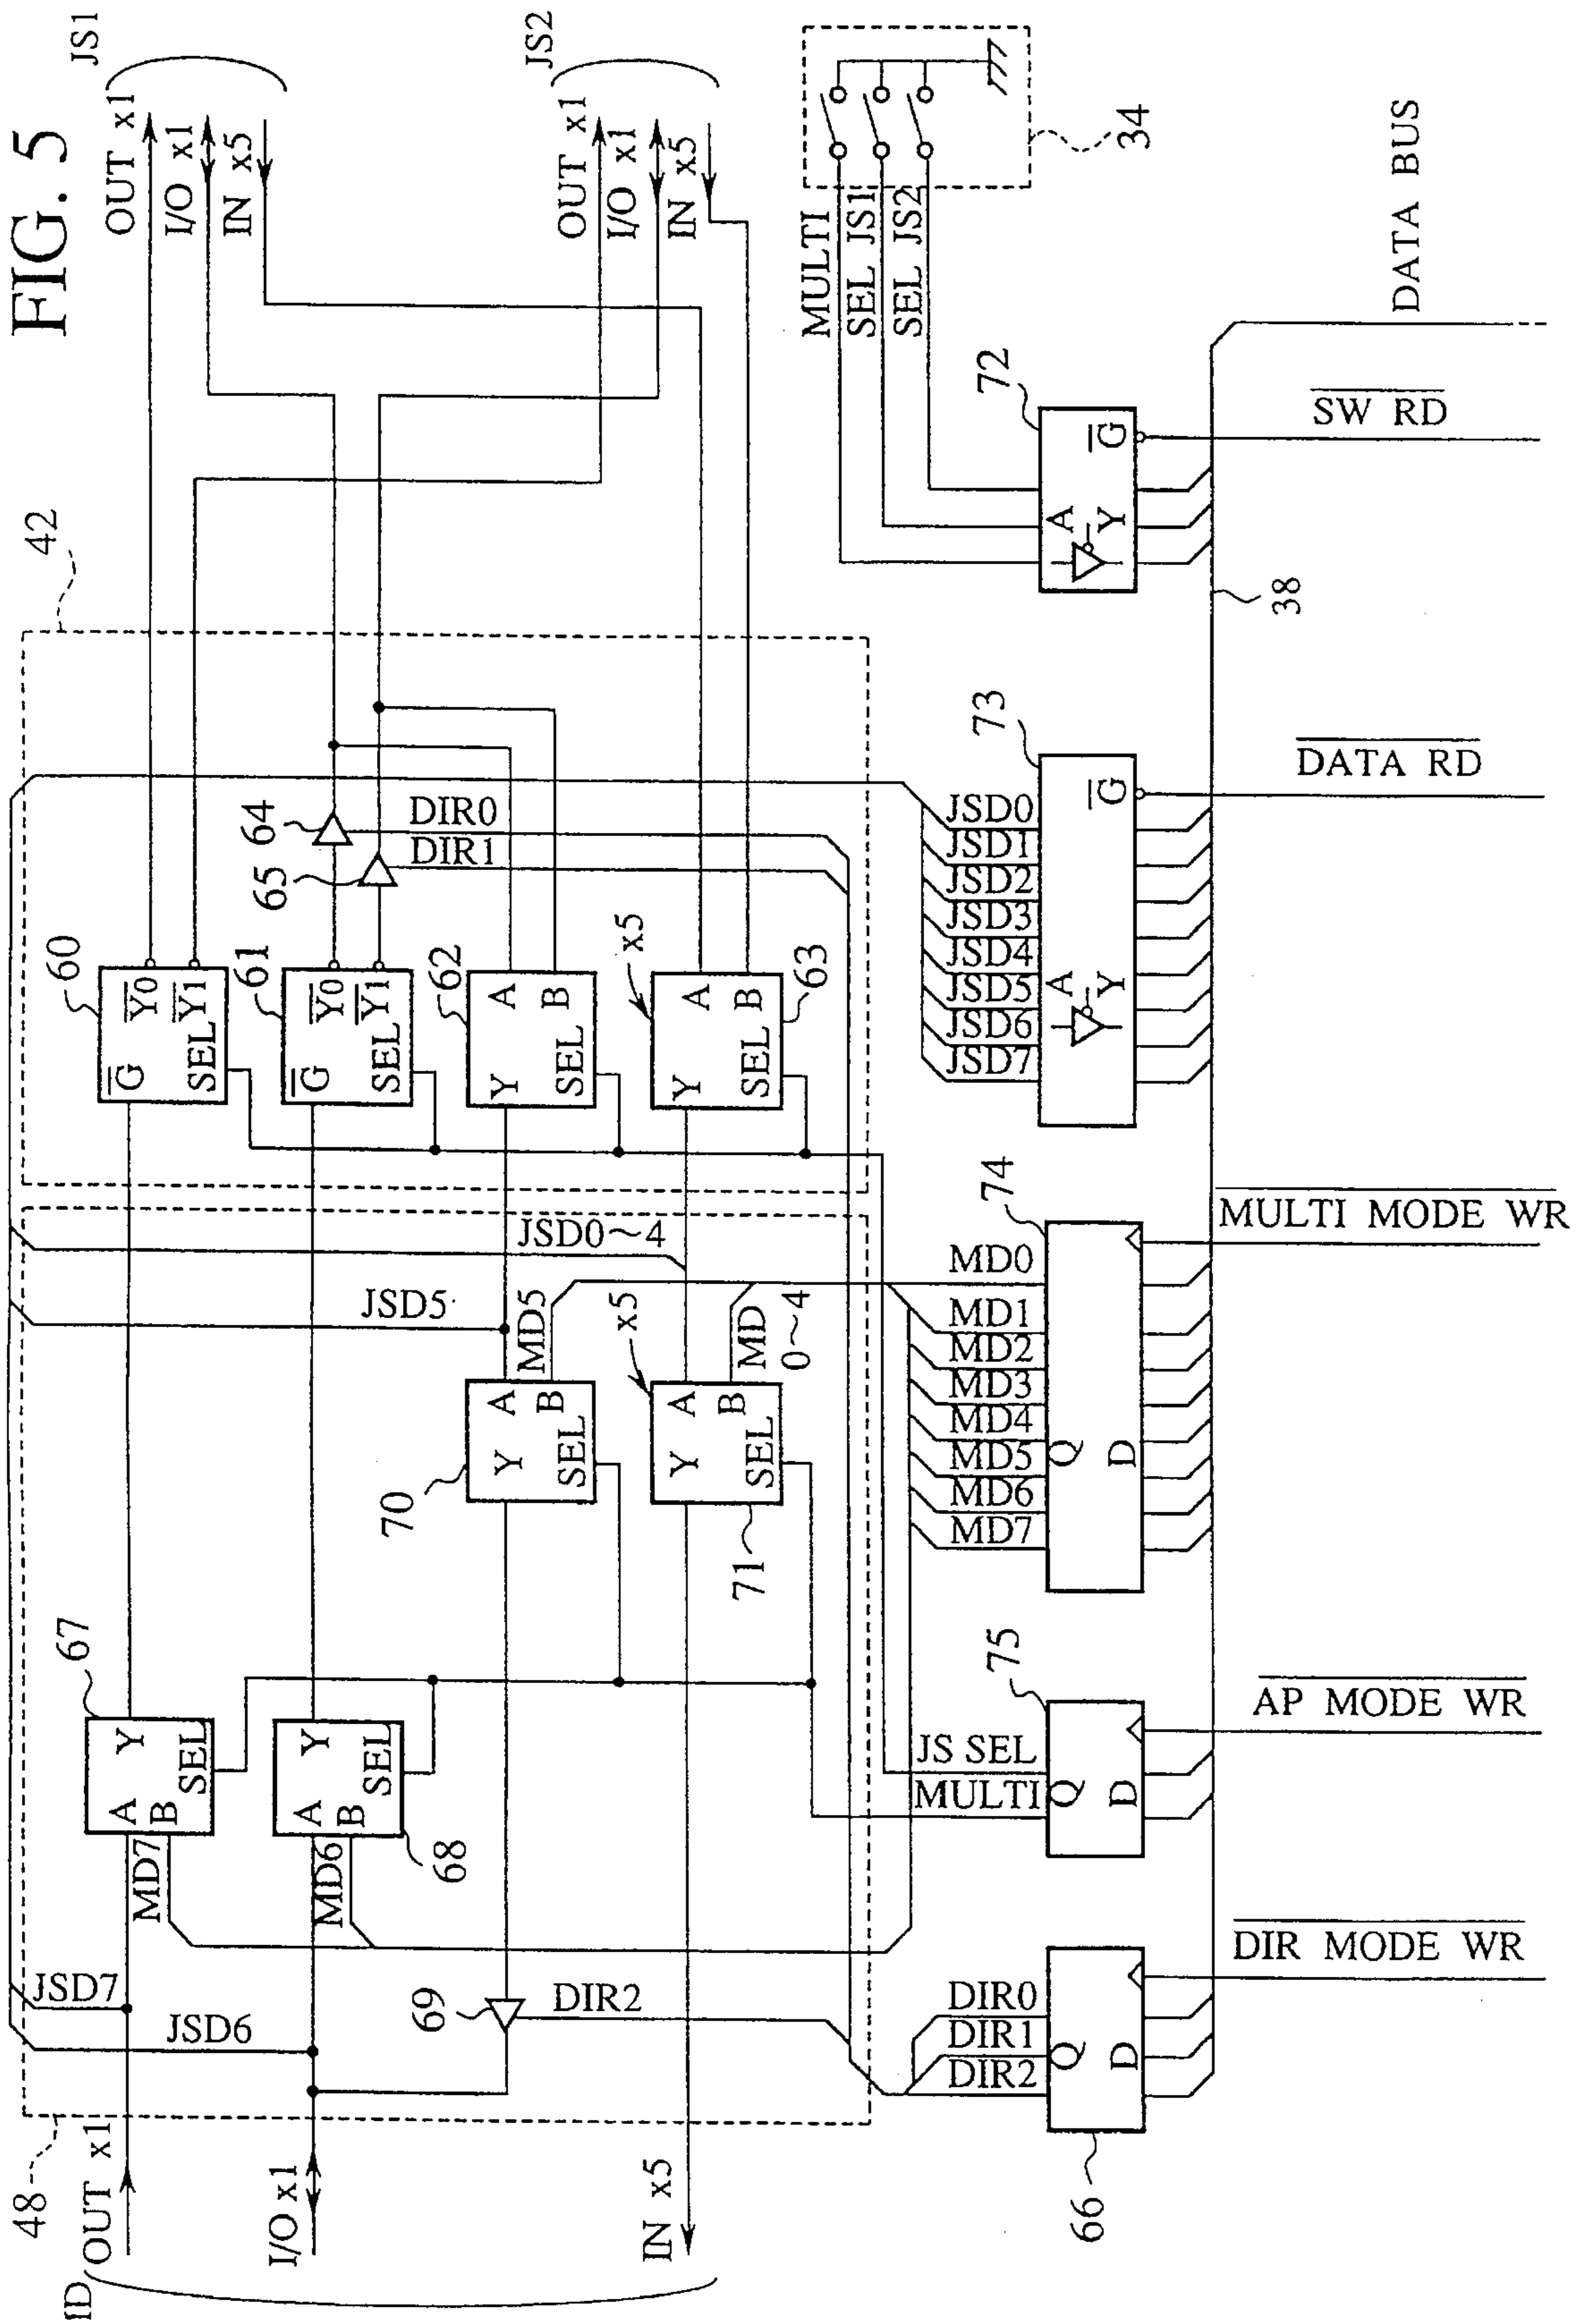 FIG. 5
JS1
OUT x1
I/O x1
IN x5
JS2
OUT x1
I/O x1
IN x5
34
MULTI
SEL JS1
SEL JS2
42
60
G Y0
Y1
SEL
61
G Y0
Y1
SEL
62
Y A
B
SEL
x5
63
Y A
B
SEL
64
65
DIR0
DIR1
48
67
A Y
B
SEL
MD7
68
A Y
B
SEL
MD6
69
DIR2
70
Y A
B
SEL
MD5
x5
71
Y A
B
SEL
MD
0~4
JSD0~4
JSD5
JSD6
JSD7
MD
OUT x1
I/O x1
IN x5
66
DIR0
DIR1
DIR2
Q
D
DIR MODE WR
75
JS SEL
MULTI
Q
D
AP MODE WR
74
MD0
MD1
MD2
MD3
MD4
MD5
MD6
MD7
Q
D
MULTI MODE WR
73
JSD0
JSD1
JSD2
JSD3
JSD4
JSD5
JSD6
JSD7
A
Y
G
DATA RD
72
A
Y
G
SW RD
38
DATA BUS